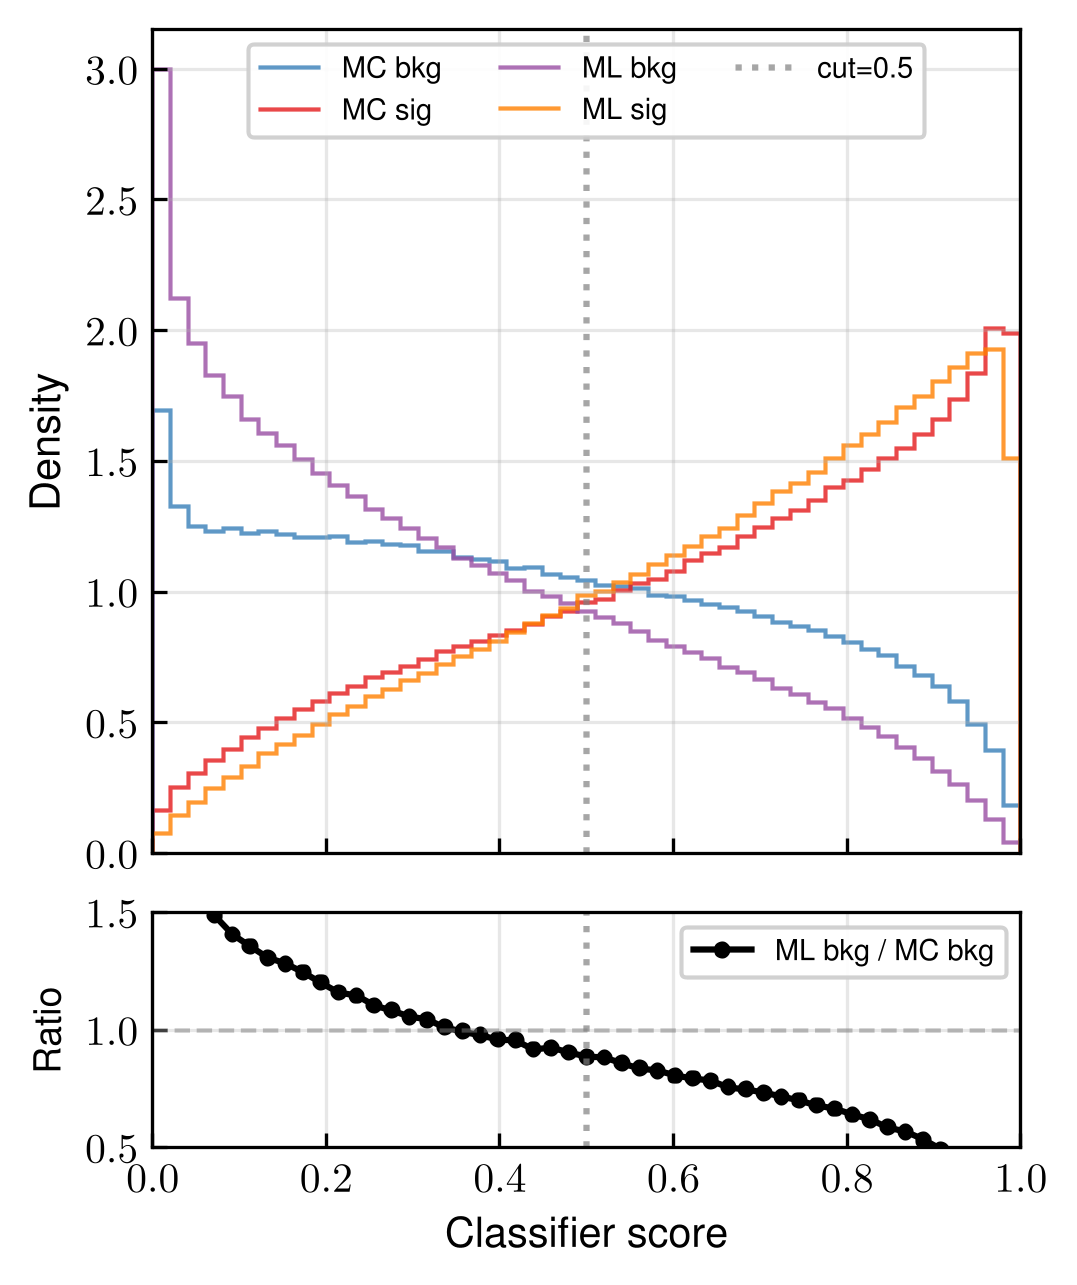 MC bkg
MC sig
ML bkg
ML sig
cut=0.5
3.0
2.5
2.0
1.5
1.0
0.5
0.0
Density
ML bkg / MC bkg
1.5
1.0
0.5
Ratio
0.0 0.2 0.4 0.6 0.8 1.0
Classifier score